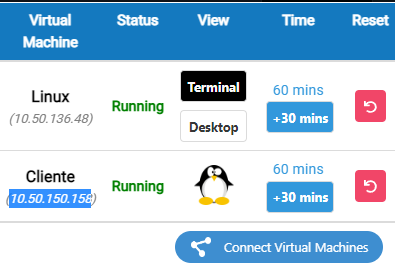 Virtual Machine Status View Time Reset
Linux
(10.50.136.48)
Running
Terminal
Desktop
60 mins
+30 mins
Cliente
(10.50.150.158)
Running
60 mins
+30 mins
Connect Virtual Machines